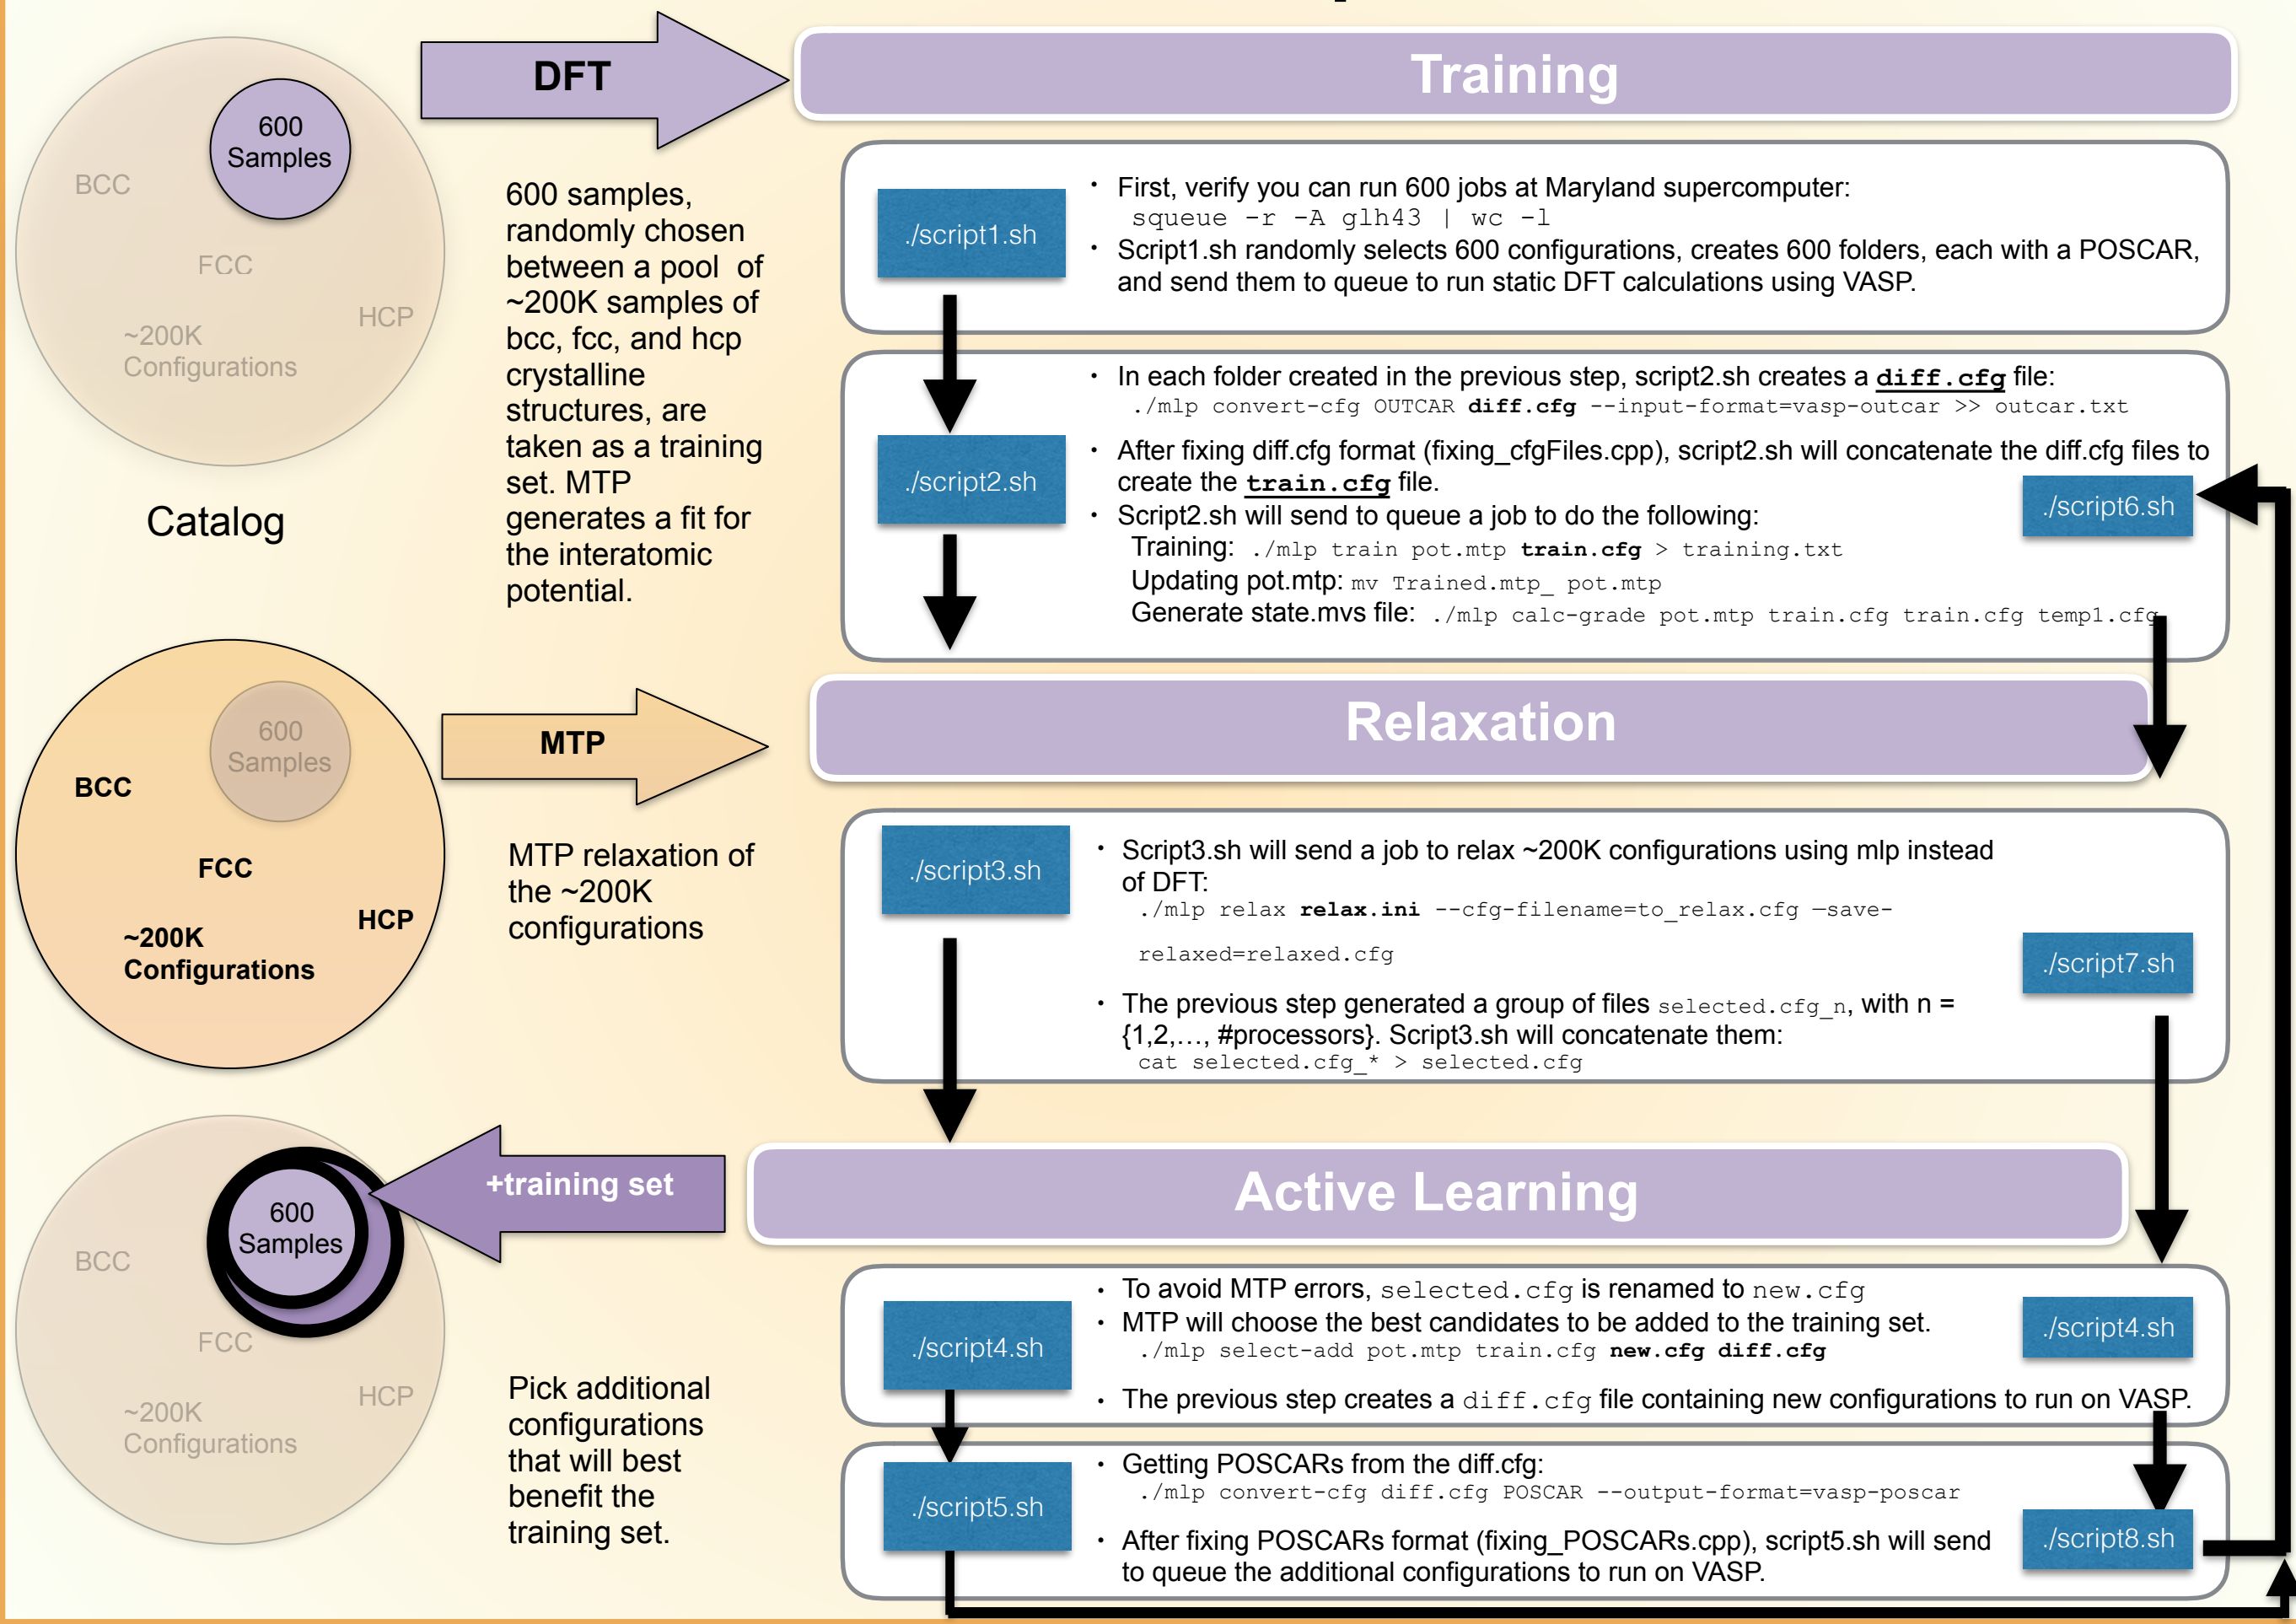 DFT
Training
600
Samples
BCC
FCC
HCP
~200K
Configurations
Catalog
600 samples,
randomly chosen
between a pool of
~200K samples of
bcc, fcc, and hcp
crystalline
structures, are
taken as a training
set. MTP
generates a fit for
the interatomic
potential.
./script1.sh
• First, verify you can run 600 jobs at Maryland supercomputer:
squeue -r -A glh43 | wc -l
• Script1.sh randomly selects 600 configurations, creates 600 folders, each with a POSCAR,
and send them to queue to run static DFT calculations using VASP.
./script2.sh
• In each folder created in the previous step, script2.sh creates a diff.cfg file:
./mlp convert-cfg OUTCAR diff.cfg --input-format=vasp-outcar >> outcar.txt
• After fixing diff.cfg format (fixing_cfgFiles.cpp), script2.sh will concatenate the diff.cfg files to
create the train.cfg file.
• Script2.sh will send to queue a job to do the following:
Training: ./mlp train pot.mtp train.cfg > training.txt
Updating pot.mtp: mv Trained.mtp_ pot.mtp
Generate state.mvs file: ./mlp calc-grade pot.mtp train.cfg train.cfg temp1.cfg
./script6.sh
600
Samples
BCC
FCC
HCP
~200K
Configurations
MTP
Relaxation
MTP relaxation of
the ~200K
configurations
./script3.sh
• Script3.sh will send a job to relax ~200K configurations using mlp instead
of DFT:
./mlp relax relax.ini --cfg-filename=to_relax.cfg —save-
relaxed=relaxed.cfg
• The previous step generated a group of files selected.cfg_n, with n =
{1,2,…, #processors}. Script3.sh will concatenate them:
cat selected.cfg_* > selected.cfg
./script7.sh
600
Samples
BCC
FCC
HCP
~200K
Configurations
+training set
Active Learning
Pick additional
configurations
that will best
benefit the
training set.
./script4.sh
• To avoid MTP errors, selected.cfg is renamed to new.cfg
• MTP will choose the best candidates to be added to the training set.
./mlp select-add pot.mtp train.cfg new.cfg diff.cfg
• The previous step creates a diff.cfg file containing new configurations to run on VASP.
./script4.sh
./script5.sh
• Getting POSCARs from the diff.cfg:
./mlp convert-cfg diff.cfg POSCAR --output-format=vasp-poscar
• After fixing POSCARs format (fixing_POSCARs.cpp), script5.sh will send
to queue the additional configurations to run on VASP.
./script8.sh